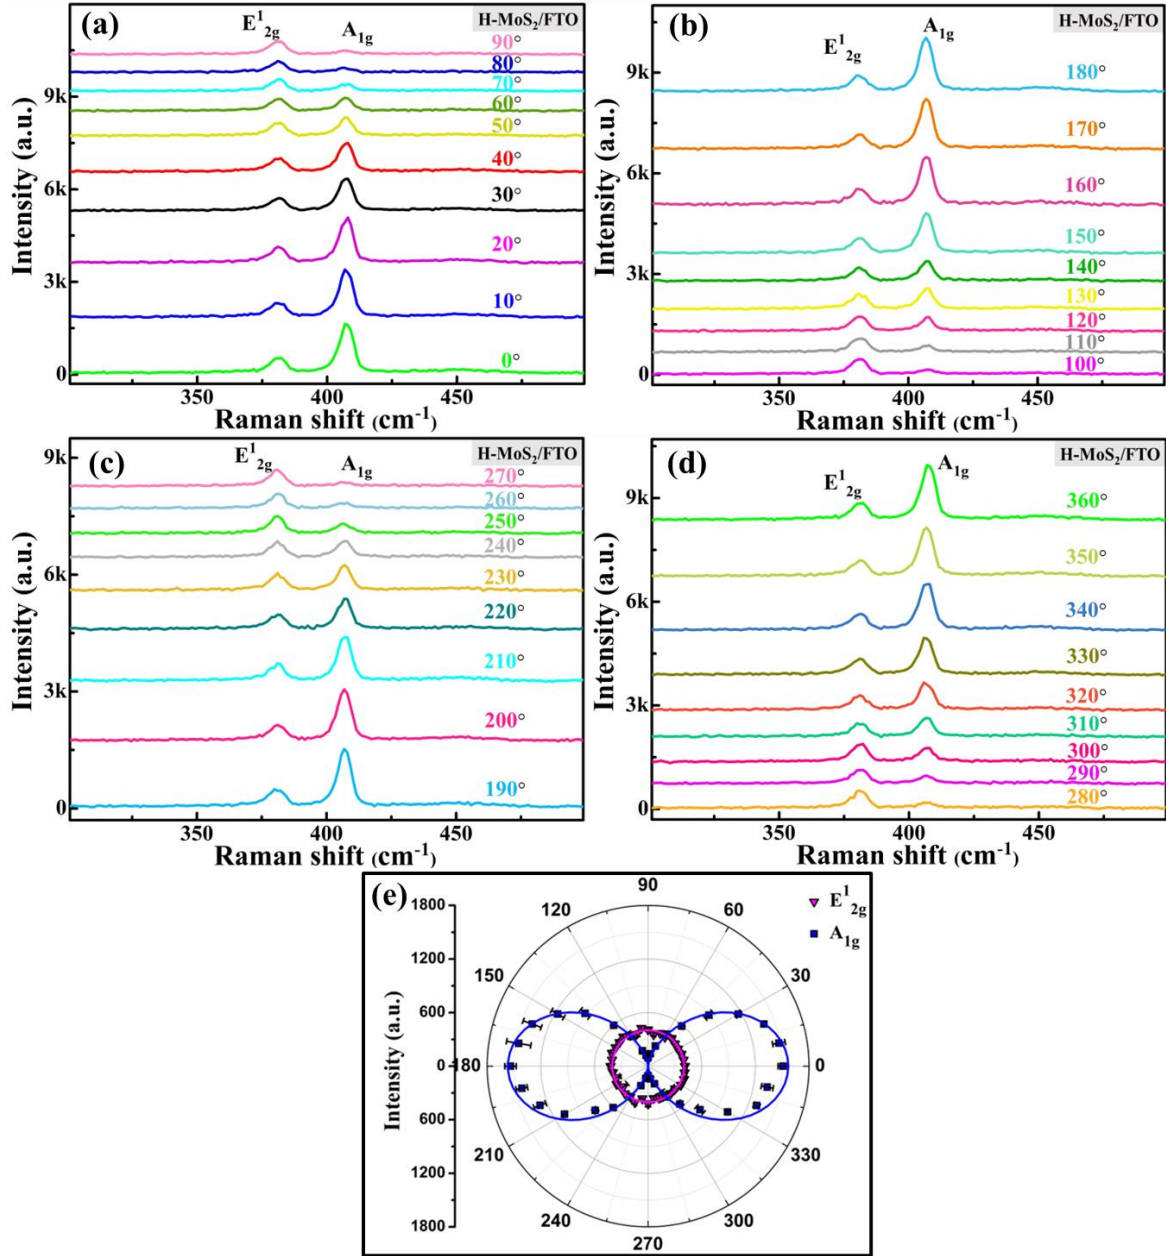 (a)
H-MoS₂/FTO
E¹₂g
A₁g
90°
80°
70°
60°
50°
40°
30°
20°
10°
0°
9k
6k
3k
0
350 400 450
Intensity (a.u.)
Raman shift (cm⁻¹)
(b)
H-MoS₂/FTO
E¹₂g
A₁g
180°
170°
160°
150°
140°
130°
120°
110°
100°
9k
6k
3k
0
350 400 450
Intensity (a.u.)
Raman shift (cm⁻¹)
(c)
H-MoS₂/FTO
E¹₂g
A₁g
270°
260°
250°
240°
230°
220°
210°
200°
190°
9k
6k
3k
0
350 400 450
Intensity (a.u.)
Raman shift (cm⁻¹)
(d)
H-MoS₂/FTO
E¹₂g
A₁g
360°
350°
340°
330°
320°
310°
300°
290°
280°
9k
6k
3k
0
350 400 450
Intensity (a.u.)
Raman shift (cm⁻¹)
(e)
E¹₂g
A₁g
1800
1200
600
0
600
1200
1800
Intensity (a.u.)
90
120 60
150 30
180 0
210 330
240 300
270